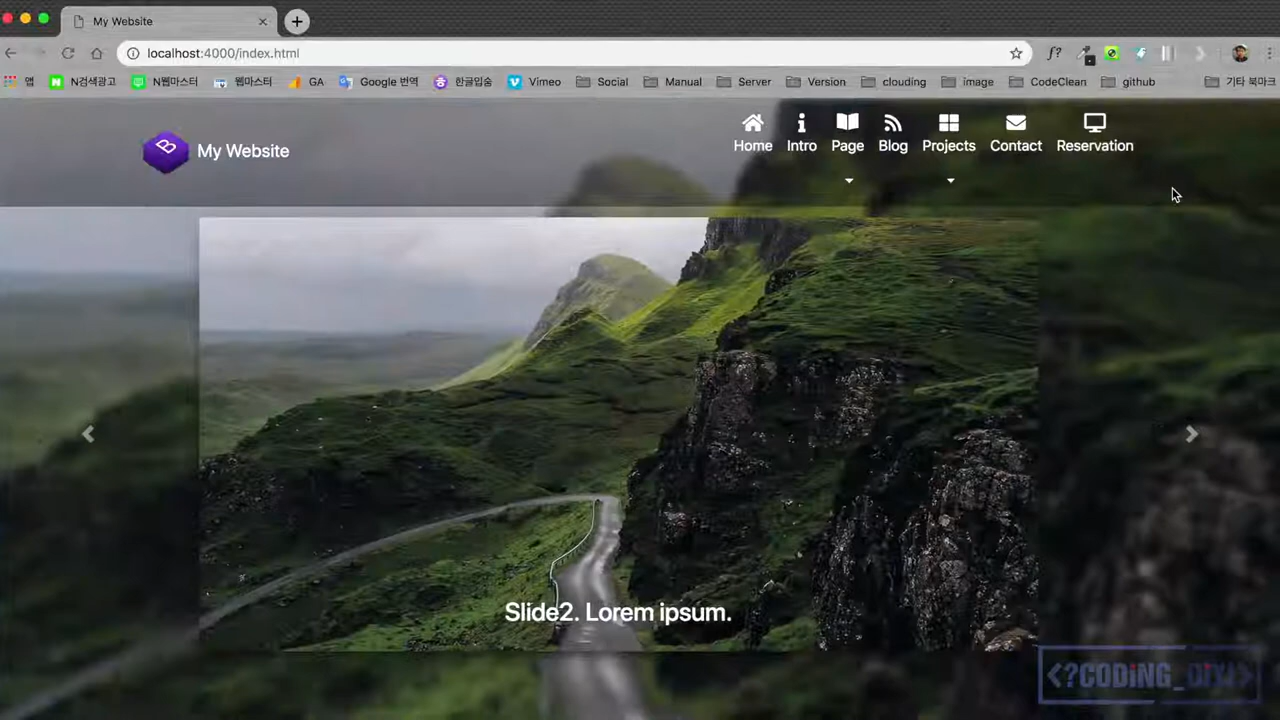 My Website
localhost:4000/index.html
f?
앱 N검색광고 N웹마스터 웹마스터 GA Google 번역 한글입숨 Vimeo Social Manual Server Version clouding image CodeClean github 기타 북마크
My Website
Home Intro Page Blog Projects Contact Reservation
Slide2. Lorem ipsum.